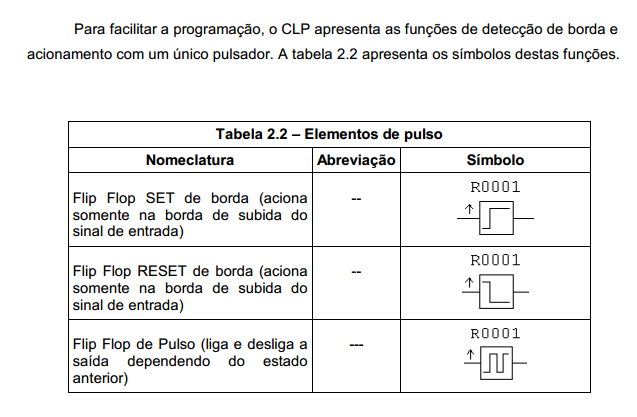 Para facilitar a programação, o CLP apresenta as funções de detecção de borda e
acionamento com um único pulsador. A tabela 2.2 apresenta os símbolos destas funções.
Tabela 2.2 – Elementos de pulso
Nomeclatura Abreviação Símbolo
Flip Flop SET de borda (aciona
somente na borda de subida do
sinal de entrada)
--
R0001
Flip Flop RESET de borda (aciona
somente na borda de subida do
sinal de entrada)
--
R0001
Flip Flop de Pulso (liga e desliga a
saída dependendo do estado
anterior)
---
R0001